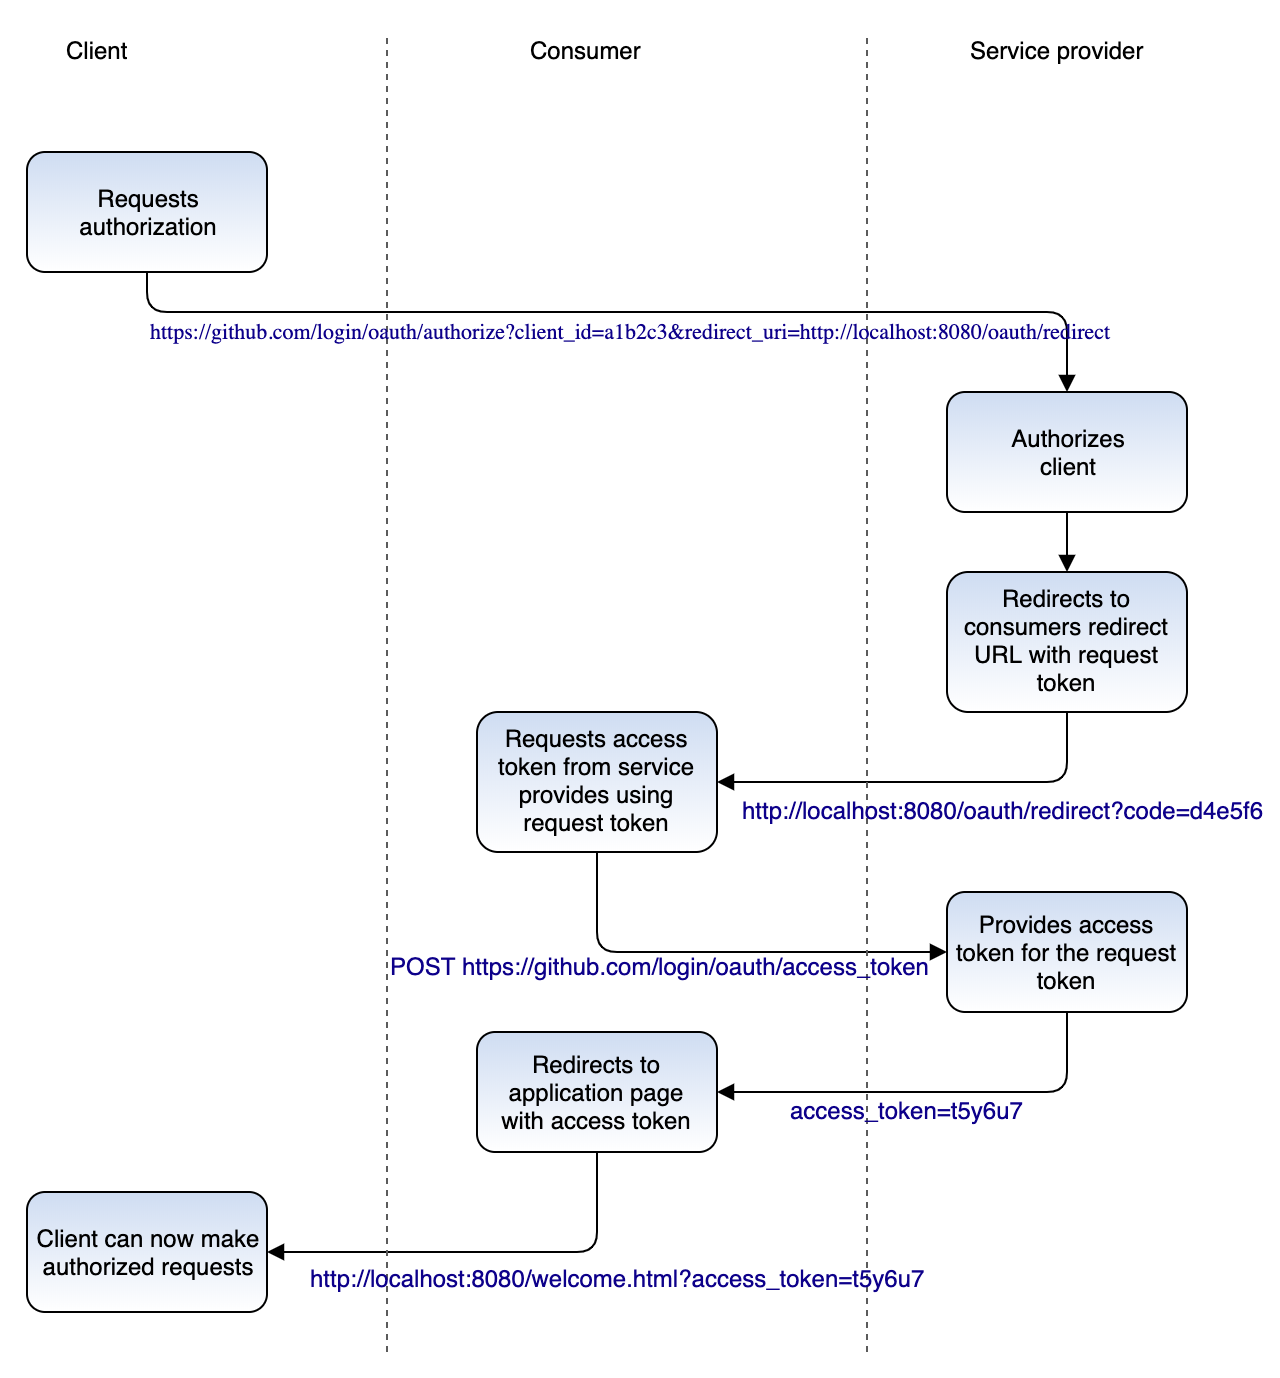 Client
Consumer
Service provider
Requests
authorization
https://github.com/login/oauth/authorize?client_id=a1b2c3&redirect_uri=http://localhost:8080/oauth/redirect
Authorizes
client
Redirects to
consumers redirect
URL with request
token
Requests access
token from service
provides using
request token
http://localhost:8080/oauth/redirect?code=d4e5f6
Provides access
token for the request
token
POST https://github.com/login/oauth/access_token
Redirects to
application page
with access token
access_token=t5y6u7
Client can now make
authorized requests
http://localhost:8080/welcome.html?access_token=t5y6u7